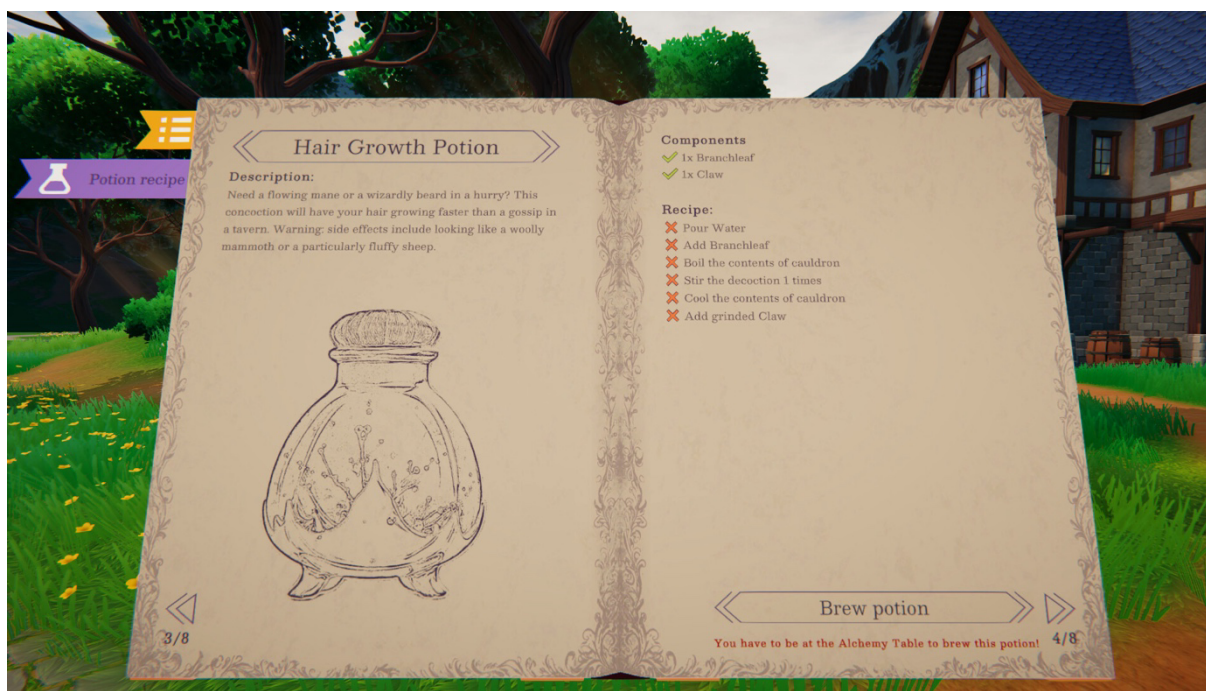 Potion recipe
Hair Growth Potion
Description:
Need a flowing mane or a wizardly beard in a hurry? This
concoction will have your hair growing faster than a gossip in
a tavern. Warning: side effects include looking like a woolly
mammoth or a particularly fluffy sheep.
3/8
Components
1x Branchleaf
1x Claw
Recipe:
Pour Water
Add Branchleaf
Boil the contents of cauldron
Stir the decoction 1 times
Cool the contents of cauldron
Add grinded Claw
Brew potion
You have to be at the Alchemy Table to brew this potion!
4/8